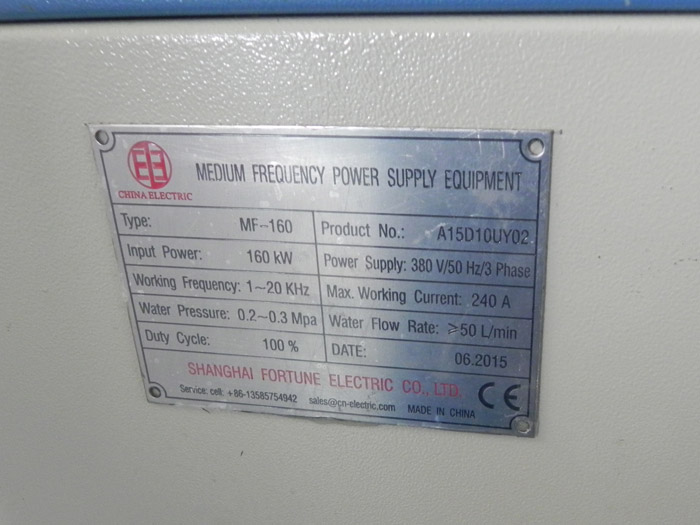 CHINA ELECTRIC
MEDIUM FREQUENCY POWER SUPPLY EQUIPMENT
Type: MF-160 Product No.: A15D10UY02
Input Power: 160 kW Power Supply: 380 V/50 Hz/3 Phase
Working Frequency: 1~20 KHz Max. Working Current: 240 A
Water Pressure: 0.2~0.3 Mpa Water Flow Rate: ≥50 L/min
Duty Cycle: 100 % DATE: 06.2015
SHANGHAI FORTUNE ELECTRIC CO., LTD. CE
Service: cell: +86-13585754942 sales@cn-electric.com MADE IN CHINA